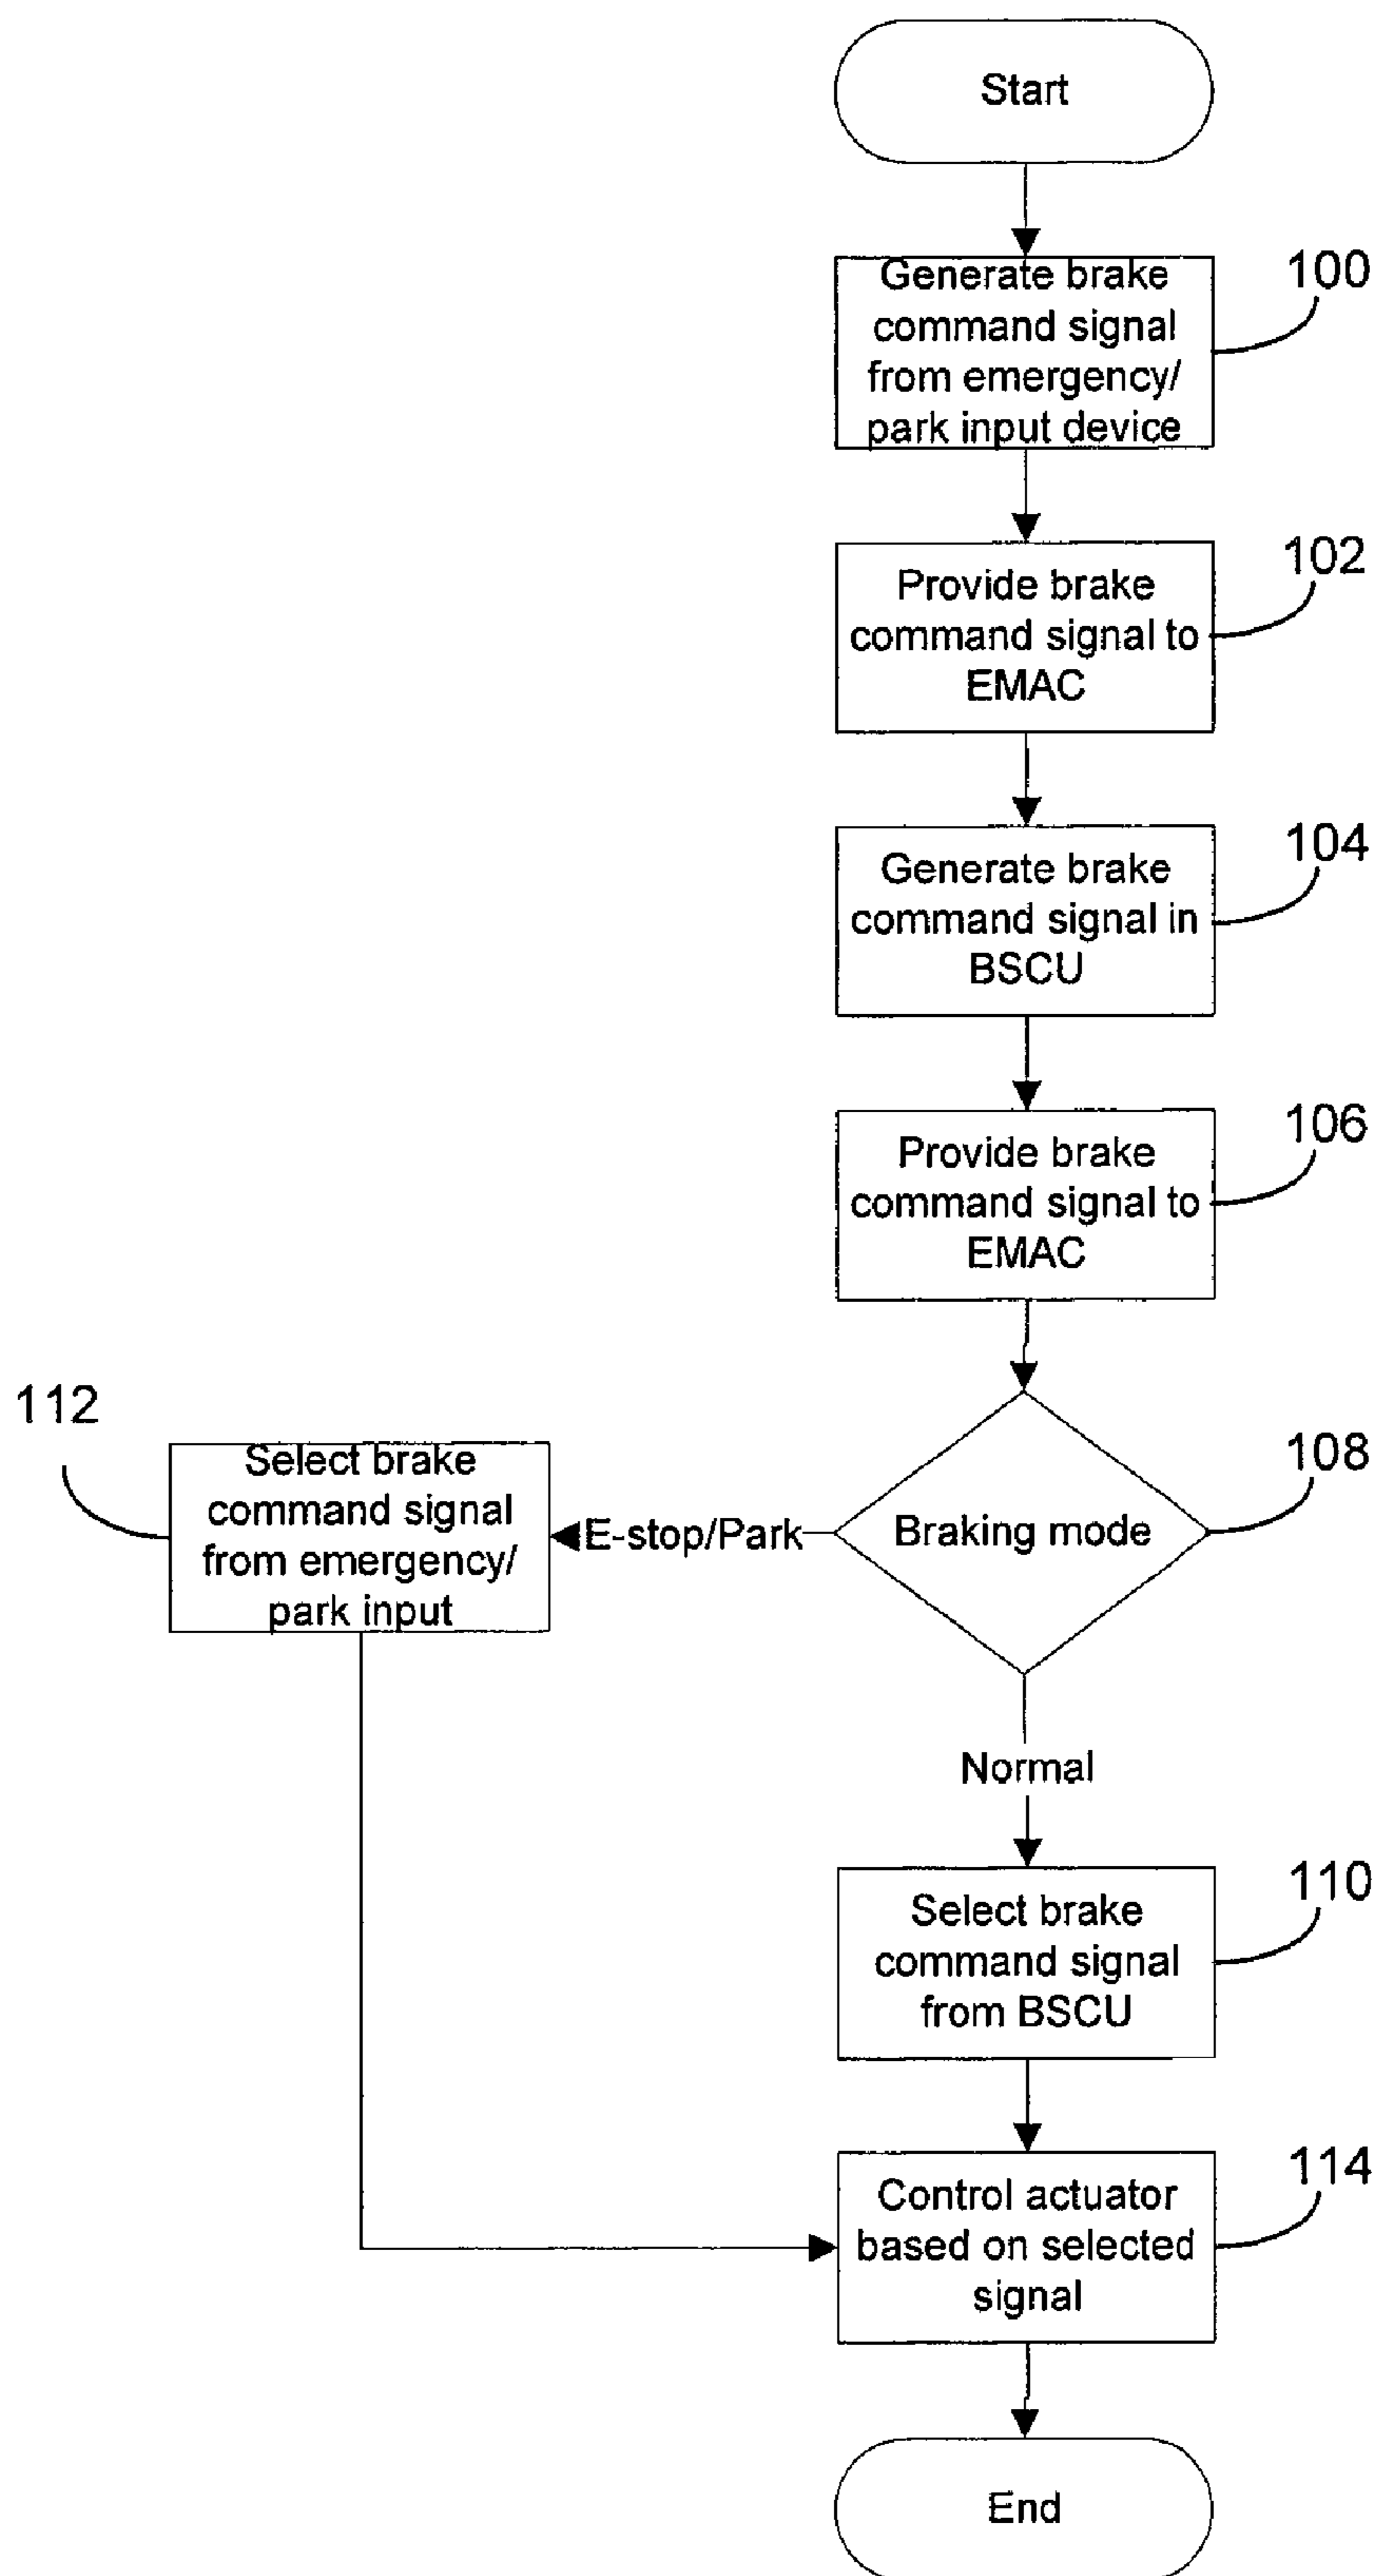 Start
Generate brake
command signal
from emergency/
park input device
100
Provide brake
command signal to
EMAC
102
Generate brake
command signal in
BSCU
104
Provide brake
command signal to
EMAC
106
Braking mode
108
E-stop/Park
112
Select brake
command signal
from emergency/
park input
Normal
Select brake
command signal
from BSCU
110
Control actuator
based on selected
signal
114
End